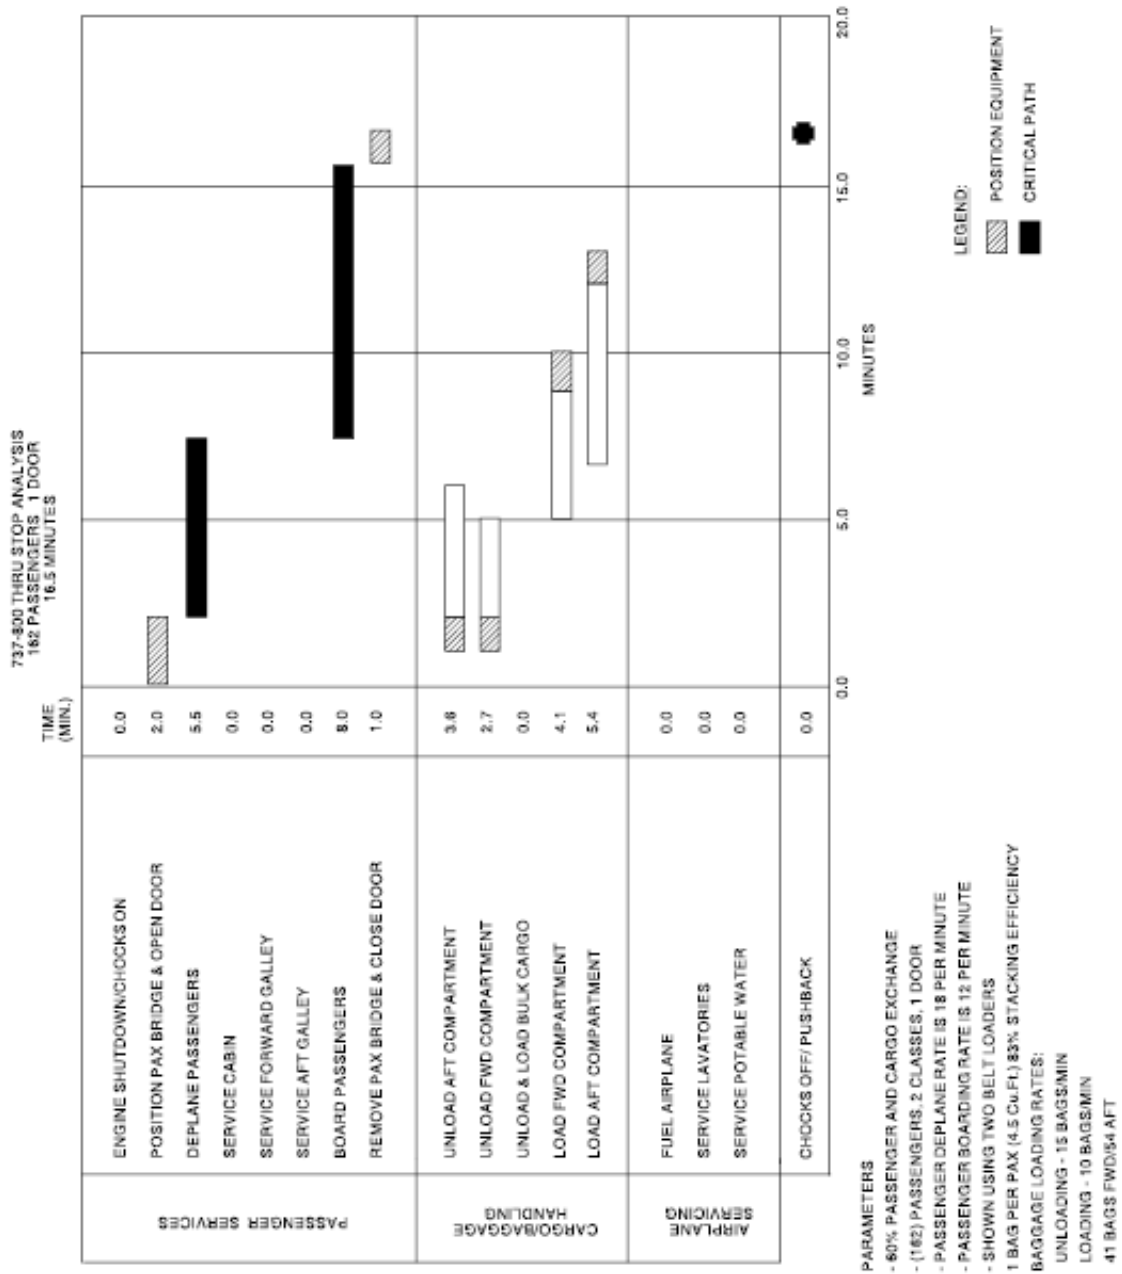 737-800 THRU STOP ANALYSIS
162 PASSENGERS 1 DOOR
16.5 MINUTES
TIME
(MIN.)
PASSENGER SERVICES
ENGINE SHUTDOWN/CHOCKS ON 0.0
POSITION PAX BRIDGE & OPEN DOOR 2.0
DEPLANE PASSENGERS 5.5
SERVICE CABIN 0.0
SERVICE FORWARD GALLEY 0.0
SERVICE AFT GALLEY 0.0
BOARD PASSENGERS 8.0
REMOVE PAX BRIDGE & CLOSE DOOR 1.0
CARGO/BAGGAGE
HANDLING
UNLOAD AFT COMPARTMENT 3.6
UNLOAD FWD COMPARTMENT 2.7
UNLOAD & LOAD BULK CARGO 0.0
LOAD FWD COMPARTMENT 4.1
LOAD AFT COMPARTMENT 5.4
AIRPLANE
SERVICING
FUEL AIRPLANE 0.0
SERVICE LAVATORIES 0.0
SERVICE POTABLE WATER 0.0
CHOCKS OFF/ PUSHBACK 0.0
0.0 5.0 10.0 15.0 20.0
MINUTES
PARAMETERS
- 60% PASSENGER AND CARGO EXCHANGE
- (162) PASSENGERS, 2 CLASSES, 1 DOOR
- PASSENGER DEPLANE RATE IS 18 PER MINUTE
- PASSENGER BOARDING RATE IS 12 PER MINUTE
- SHOWN USING TWO BELT LOADERS
1 BAG PER PAX (4.5 Cu.Ft.) 83% STACKING EFFICIENCY
BAGGAGE LOADING RATES:
UNLOADING - 15 BAGS/MIN
LOADING - 10 BAGS/MIN
41 BAGS FWD/54 AFT
LEGEND:
POSITION EQUIPMENT
CRITICAL PATH